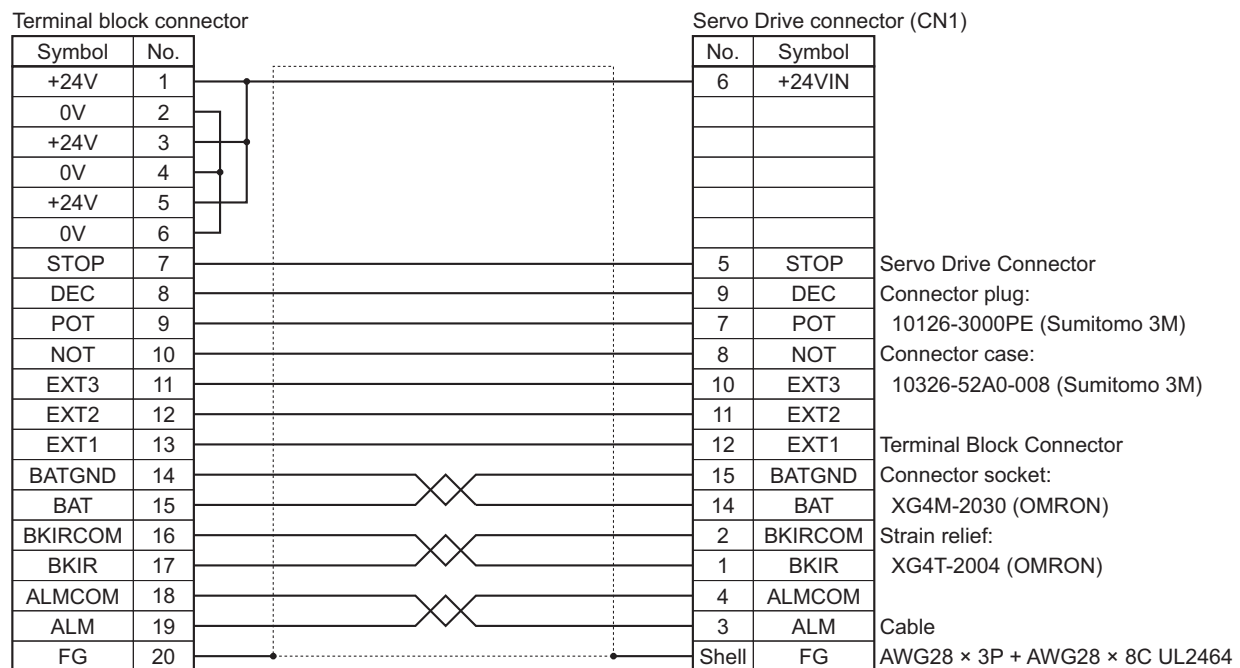 Terminal block connector Servo Drive connector (CN1)
Symbol No. No. Symbol
+24V 1 6 +24VIN
0V 2
+24V 3
0V 4
+24V 5
0V 6
STOP 7 5 STOP Servo Drive Connector
DEC 8 9 DEC Connector plug:
POT 9 7 POT 10126-3000PE (Sumitomo 3M)
NOT 10 8 NOT Connector case:
EXT3 11 10 EXT3 10326-52A0-008 (Sumitomo 3M)
EXT2 12 11 EXT2
EXT1 13 12 EXT1 Terminal Block Connector
BATGND 14 15 BATGND Connector socket:
BAT 15 14 BAT XG4M-2030 (OMRON)
BKIRCOM 16 2 BKIRCOM Strain relief:
BKIR 17 1 BKIR XG4T-2004 (OMRON)
ALMCOM 18 4 ALMCOM
ALM 19 3 ALM Cable
FG 20 Shell FG AWG28 × 3P + AWG28 × 8C UL2464